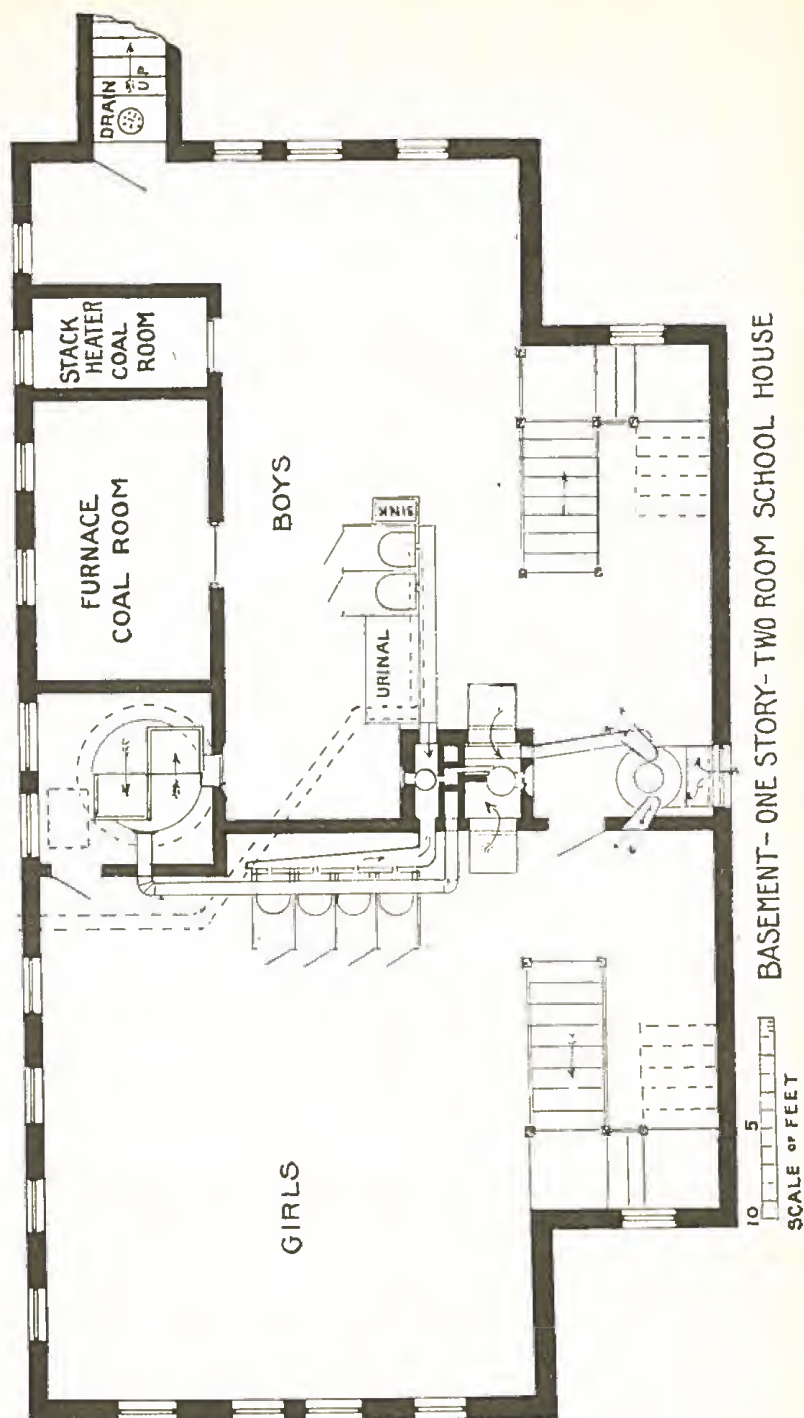 DRAIN
UP
STACK
HEATER
COAL
ROOM
FURNACE
COAL ROOM
BOYS
SINK
URINAL
GIRLS
BASEMENT- ONE STORY- TWO ROOM SCHOOL HOUSE
10 5
SCALE OF FEET